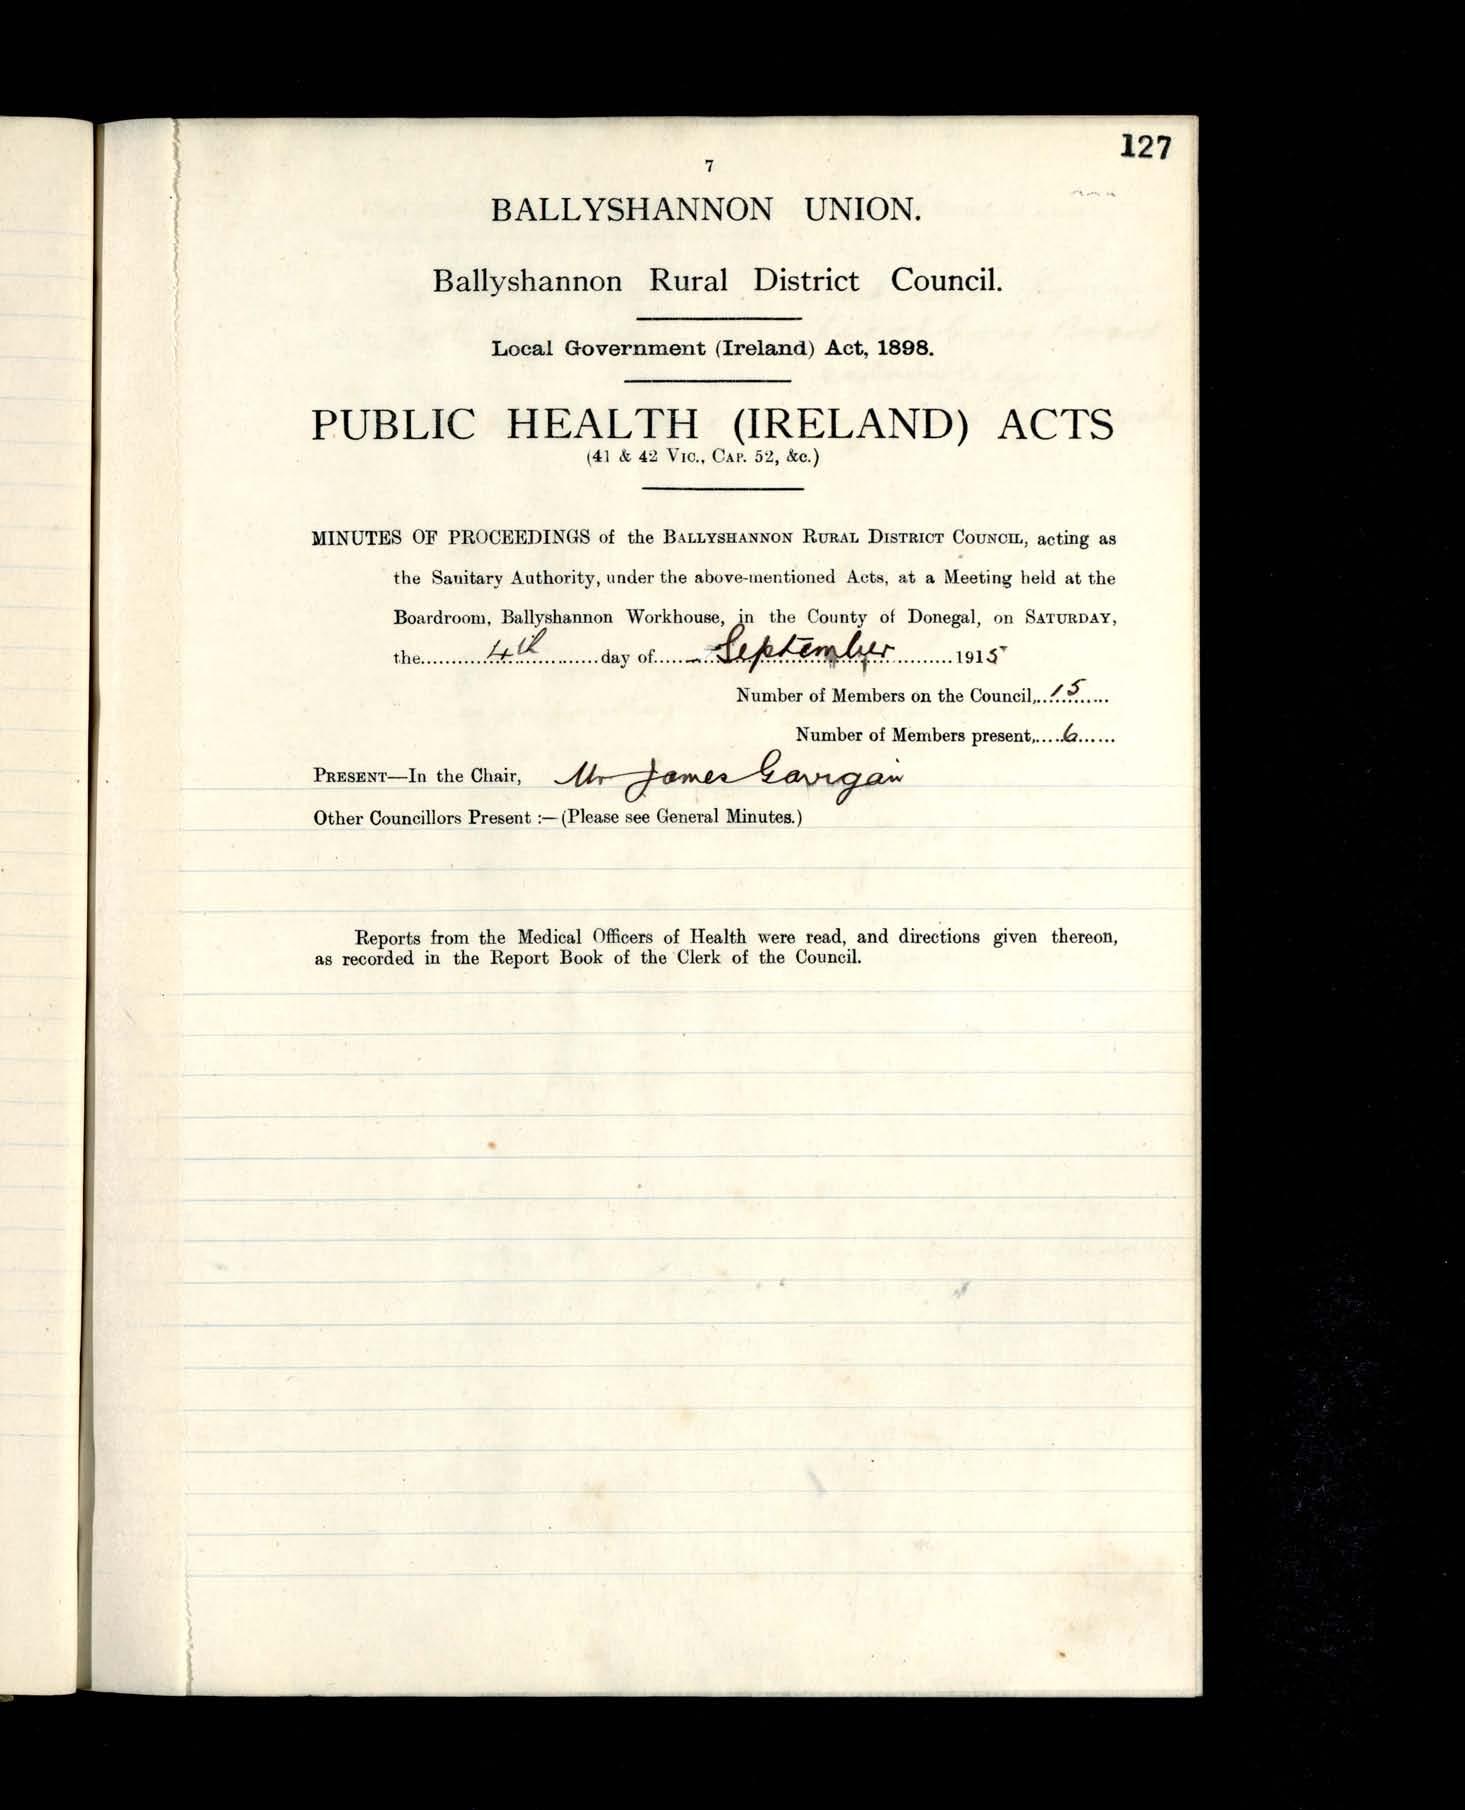 127
7
BALLYSHANNON UNION.
Ballyshannon Rural District Council.
Local Government (Ireland) Act, 1898.
PUBLIC HEALTH (IRELAND) ACTS
(41 & 42 VIC., CAP. 52, &c.)
MINUTES OF PROCEEDINGS of the BALLYSHANNON RURAL DISTRICT COUNCIL, acting as
the Sanitary Authority, under the above-mentioned Acts, at a Meeting held at the
Boardroom, Ballyshannon Workhouse, in the County of Donegal, on SATURDAY,
the 4th day of September 1915
Number of Members on the Council, 15
Number of Members present, 6
PRESENT—In the Chair, Mr James Gavigan
Other Councillors Present :—(Please see General Minutes.)
Reports from the Medical Officers of Health were read, and directions given thereon,
as recorded in the Report Book of the Clerk of the Council.